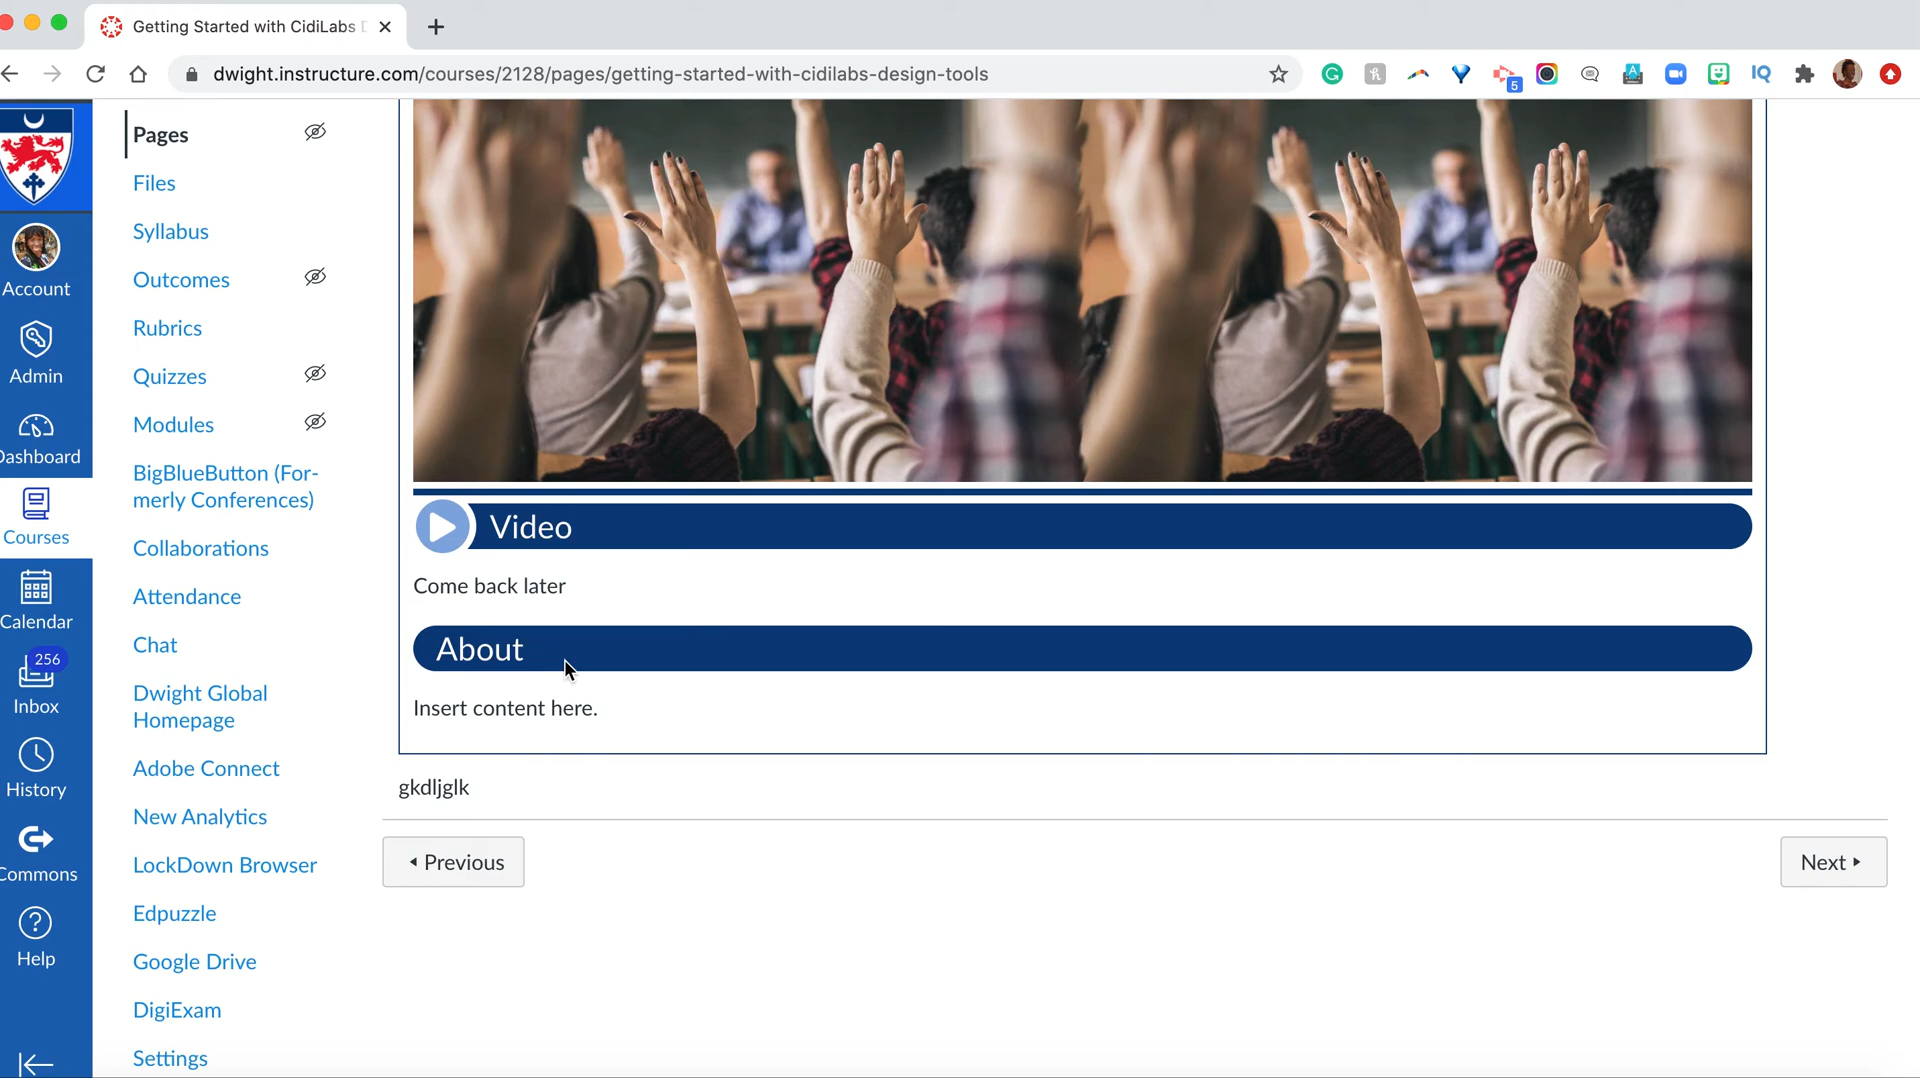 Getting Started with CidiLabs D
dwight.instructure.com/courses/2128/pages/getting-started-with-cidilabs-design-tools
5
A
IQ
Account
Admin
Dashboard
Courses
Calendar
256
Inbox
History
Commons
Help
Pages
Files
Syllabus
Outcomes
Rubrics
Quizzes
Modules
BigBlueButton (For-
merly Conferences)
Collaborations
Attendance
Chat
Dwight Global
Homepage
Adobe Connect
New Analytics
LockDown Browser
Edpuzzle
Google Drive
DigiExam
Settings
Video
Come back later
About
Insert content here.
gkdljglk
Previous
Next